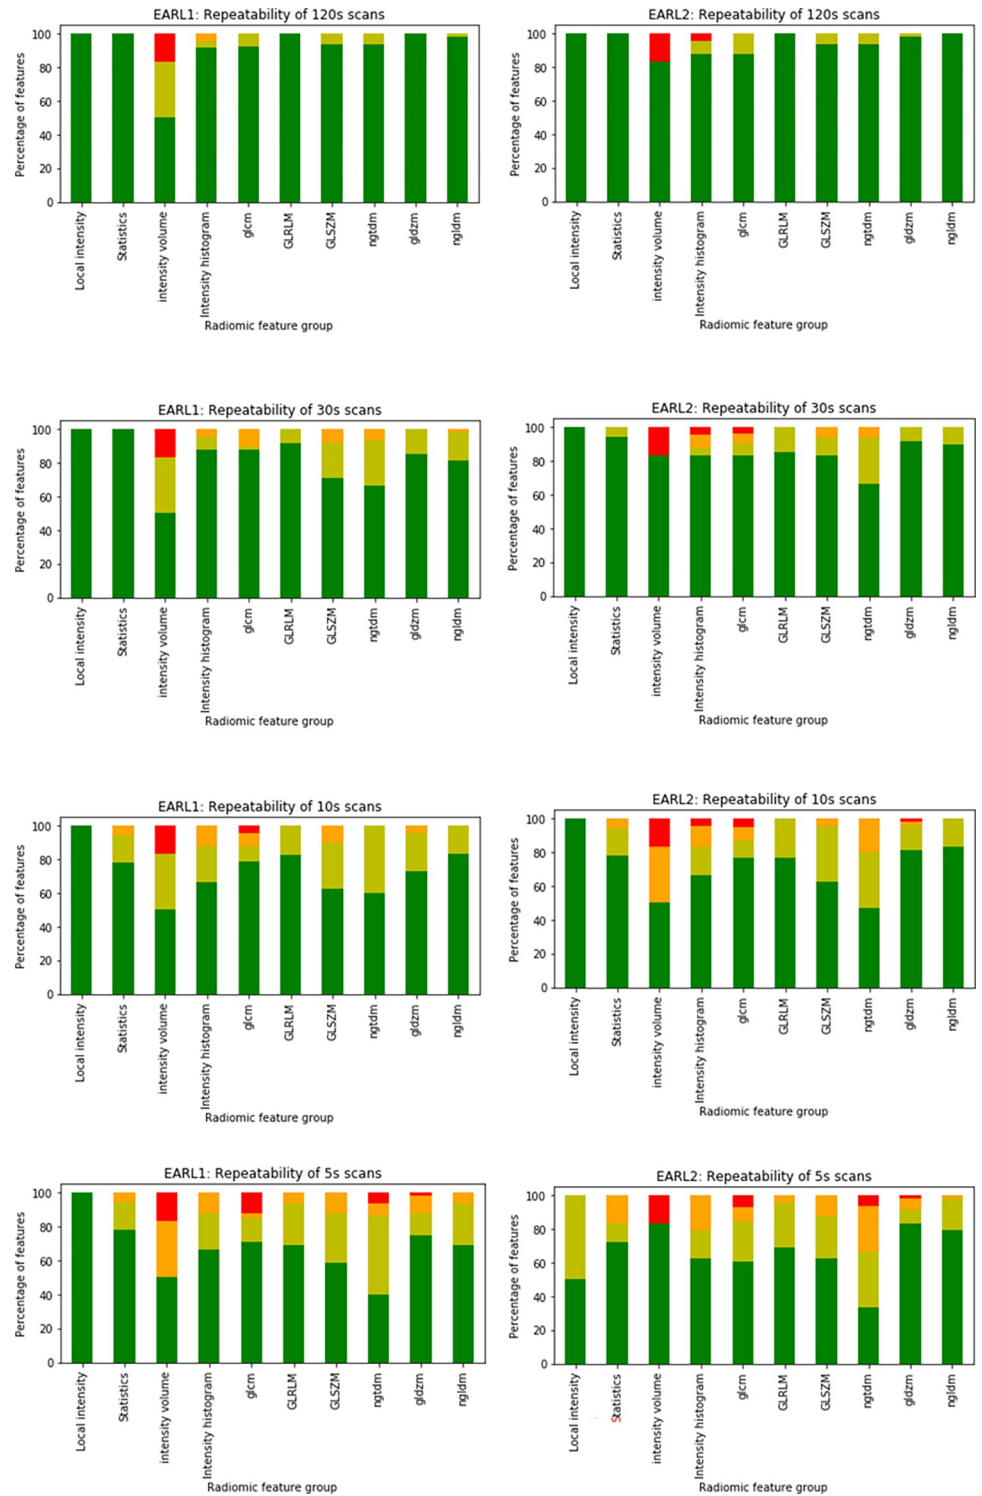 EARL1: Repeatability of 120s scans
Percentage of features
100
80
60
40
20
0
Local intensity
Statistics
intensity volume
Intensity histogram
glcm
GLRLM
GLSZM
ngtdm
gldzm
ngldm
Radiomic feature group
EARL2: Repeatability of 120s scans
Percentage of features
100
80
60
40
20
0
Local intensity
Statistics
intensity volume
Intensity histogram
glcm
GLRLM
GLSZM
ngtdm
gldzm
ngldm
Radiomic feature group
EARL1: Repeatability of 30s scans
Percentage of features
100
80
60
40
20
0
Local intensity
Statistics
intensity volume
Intensity histogram
glcm
GLRLM
GLSZM
ngtdm
gldzm
ngldm
Radiomic feature group
EARL2: Repeatability of 30s scans
Percentage of features
100
80
60
40
20
0
Local intensity
Statistics
intensity volume
Intensity histogram
glcm
GLRLM
GLSZM
ngtdm
gldzm
ngldm
Radiomic feature group
EARL1: Repeatability of 10s scans
Percentage of features
100
80
60
40
20
0
Local intensity
Statistics
intensity volume
Intensity histogram
glcm
GLRLM
GLSZM
ngtdm
gldzm
ngldm
Radiomic feature group
EARL2: Repeatability of 10s scans
Percentage of features
100
80
60
40
20
0
Local intensity
Statistics
intensity volume
Intensity histogram
glcm
GLRLM
GLSZM
ngtdm
gldzm
ngldm
Radiomic feature group
EARL1: Repeatability of 5s scans
Percentage of features
100
80
60
40
20
0
Local intensity
Statistics
intensity volume
Intensity histogram
glcm
GLRLM
GLSZM
ngtdm
gldzm
ngldm
Radiomic feature group
EARL2: Repeatability of 5s scans
Percentage of features
100
80
60
40
20
0
Local intensity
Statistics
intensity volume
Intensity histogram
glcm
GLRLM
GLSZM
ngtdm
gldzm
ngldm
Radiomic feature group